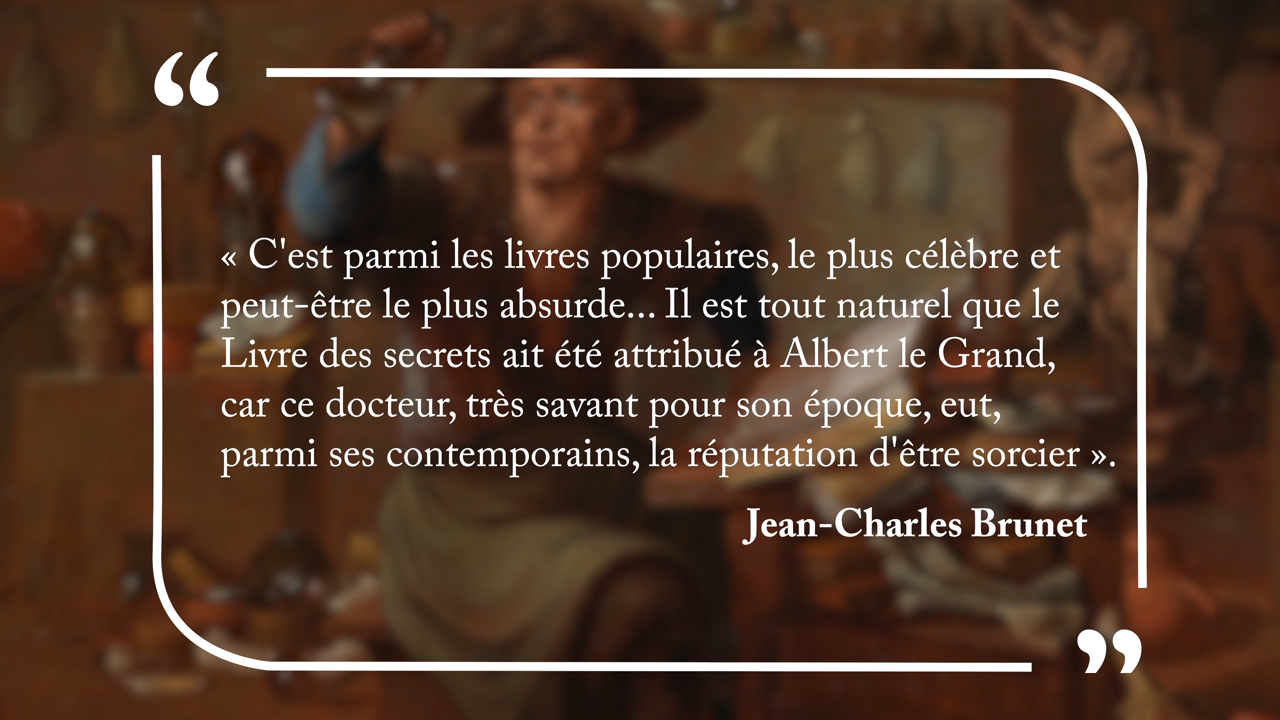 « C'est parmi les livres populaires, le plus célèbre et
peut-être le plus absurde... Il est tout naturel que le
Livre des secrets ait été attribué à Albert le Grand,
car ce docteur, très savant pour son époque, eut,
parmi ses contemporains, la réputation d'être sorcier ».
Jean-Charles Brunet